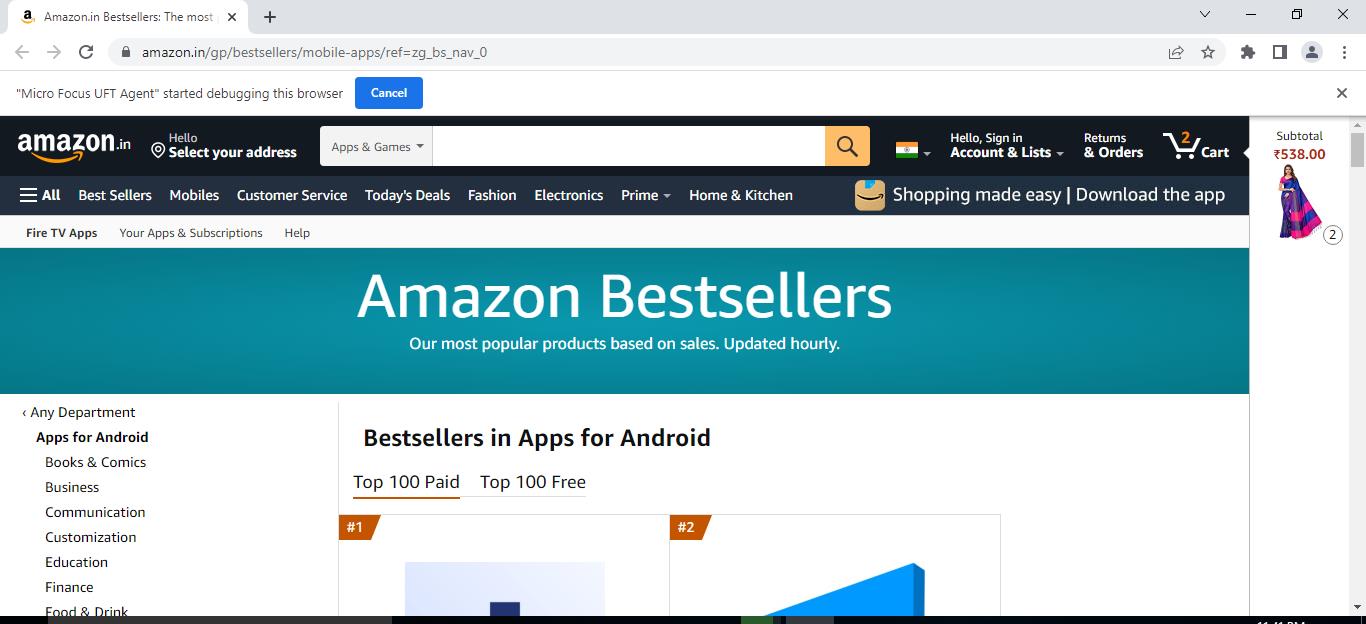 Amazon.in Bestsellers: The most
amazon.in/gp/bestsellers/mobile-apps/ref=zg_bs_nav_0
"Micro Focus UFT Agent" started debugging this browser
Cancel
amazon.in
Hello
Select your address
Apps & Games
Hello, Sign in
Account & Lists
Returns
& Orders
2
Cart
Subtotal
₹538.00
2
All
Best Sellers
Mobiles
Customer Service
Today's Deals
Fashion
Electronics
Prime
Home & Kitchen
Shopping made easy | Download the app
Fire TV Apps
Your Apps & Subscriptions
Help
Amazon Bestsellers
Our most popular products based on sales. Updated hourly.
‹ Any Department
Apps for Android
Books & Comics
Business
Communication
Customization
Education
Finance
Food & Drink
Bestsellers in Apps for Android
Top 100 Paid
Top 100 Free
#1
#2